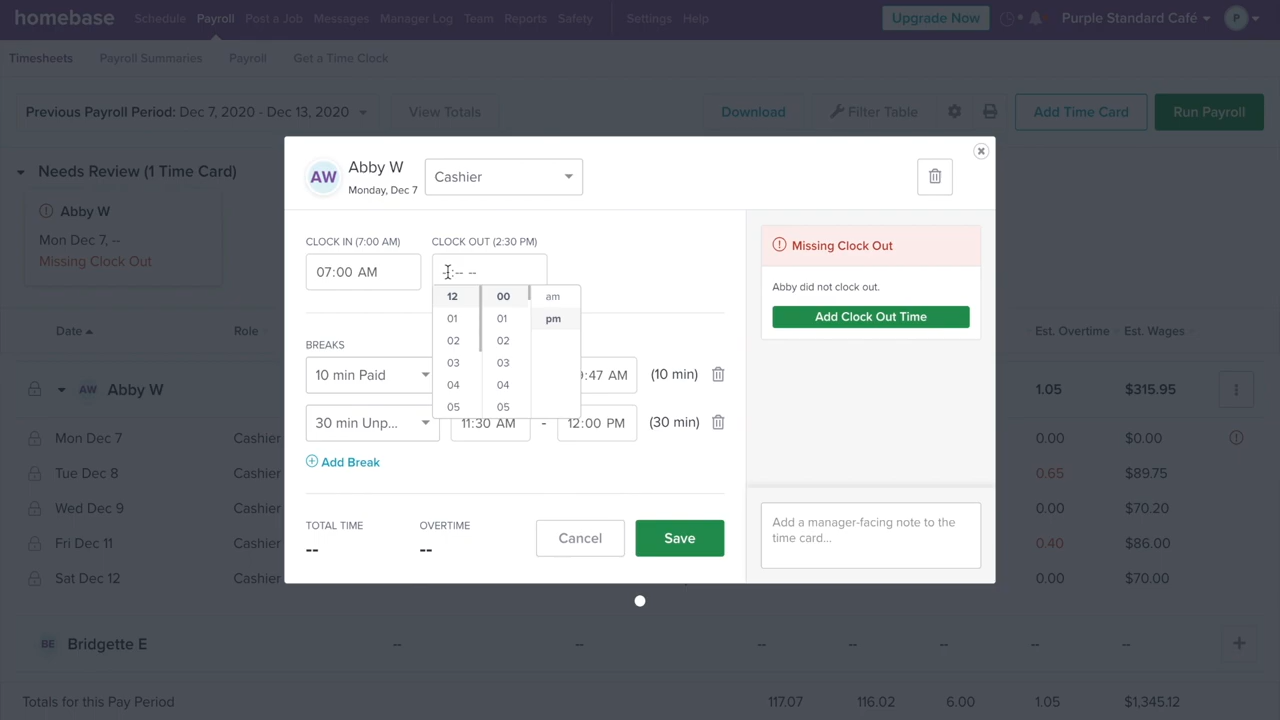 homebase Schedule Payroll Post a Job Messages Manager Log Team Reports Safety Settings Help Upgrade Now Purple Standard Café P
Timesheets Payroll Summaries Payroll Get a Time Clock
Previous Payroll Period: Dec 7, 2020 - Dec 13, 2020 View Totals Download Filter Table Add Time Card Run Payroll
Needs Review (1 Time Card)
Abby W
Mon Dec 7, --
Missing Clock Out
AW Abby W
Monday, Dec 7
Cashier
CLOCK IN (7:00 AM) CLOCK OUT (2:30 PM)
07:00 AM --:-- --
12 00 am
01 01 pm
02 02
03 03
04 04
05 05
BREAKS
10 min Paid :47 AM (10 min)
30 min Unp... 11:30 AM - 12:00 PM (30 min)
Add Break
TOTAL TIME OVERTIME
-- --
Cancel Save
Missing Clock Out
Abby did not clock out.
Add Clock Out Time
Add a manager-facing note to the
time card...
Date Role Est. Overtime Est. Wages
AW Abby W 1.05 $315.95
Mon Dec 7 Cashier 0.00 $0.00
Tue Dec 8 Cashier 0.65 $89.75
Wed Dec 9 Cashier 0.00 $70.20
Fri Dec 11 Cashier 0.40 $86.00
Sat Dec 12 Cashier 0.00 $70.00
BE Bridgette E -- -- -- -- -- --
Totals for this Pay Period 117.07 116.02 6.00 1.05 $1,345.12